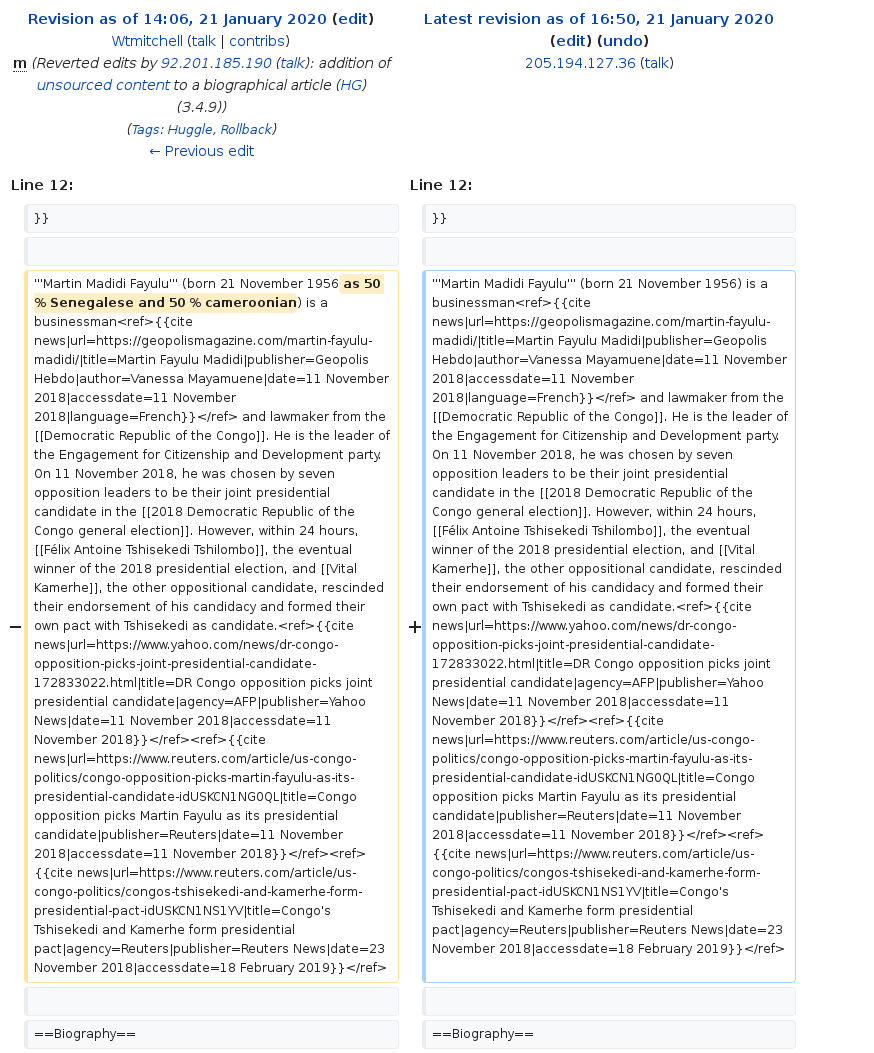 Revision as of 14:06, 21 January 2020 (edit)
Wtmitchell (talk | contribs)
m (Reverted edits by 92.201.185.190 (talk): addition of
unsourced content to a biographical article (HG)
(3.4.9))
(Tags: Huggle, Rollback)
← Previous edit
Latest revision as of 16:50, 21 January 2020
(edit) (undo)
205.194.127.36 (talk)
Line 12:
Line 12:
}}
}}
−
'''Martin Madidi Fayulu''' (born 21 November 1956 as 50
% Senegalese and 50 % cameroonian) is a
businessman<ref>{{cite
news|url=https://geopolismagazine.com/martin-fayulu-
madidi/|title=Martin Fayulu Madidi|publisher=Geopolis
Hebdo|author=Vanessa Mayamuene|date=11 November
2018|accessdate=11 November
2018|language=French}}</ref> and lawmaker from the
[[Democratic Republic of the Congo]]. He is the leader of
the Engagement for Citizenship and Development party.
On 11 November 2018, he was chosen by seven
opposition leaders to be their joint presidential
candidate in the [[2018 Democratic Republic of the
Congo general election]]. However, within 24 hours,
[[Félix Antoine Tshisekedi Tshilombo]], the eventual
winner of the 2018 presidential election, and [[Vital
Kamerhe]], the other oppositional candidate, rescinded
their endorsement of his candidacy and formed their
own pact with Tshisekedi as candidate.<ref>{{cite
news|url=https://www.yahoo.com/news/dr-congo-
opposition-picks-joint-presidential-candidate-
172833022.html|title=DR Congo opposition picks joint
presidential candidate|agency=AFP|publisher=Yahoo
News|date=11 November 2018|accessdate=11
November 2018}}</ref><ref>{{cite
news|url=https://www.reuters.com/article/us-congo-
politics/congo-opposition-picks-martin-fayulu-as-its-
presidential-candidate-idUSKCN1NG0QL|title=Congo
opposition picks Martin Fayulu as its presidential
candidate|publisher=Reuters|date=11 November
2018|accessdate=11 November 2018}}</ref><ref>
{{cite news|url=https://www.reuters.com/article/us-
congo-politics/congos-tshisekedi-and-kamerhe-form-
presidential-pact-idUSKCN1NS1YV|title=Congo's
Tshisekedi and Kamerhe form presidential
pact|agency=Reuters|publisher=Reuters News|date=23
November 2018|accessdate=18 February 2019}}</ref>
+
'''Martin Madidi Fayulu''' (born 21 November 1956) is a
businessman<ref>{{cite
news|url=https://geopolismagazine.com/martin-fayulu-
madidi/|title=Martin Fayulu Madidi|publisher=Geopolis
Hebdo|author=Vanessa Mayamuene|date=11 November
2018|accessdate=11 November
2018|language=French}}</ref> and lawmaker from the
[[Democratic Republic of the Congo]]. He is the leader of
the Engagement for Citizenship and Development party.
On 11 November 2018, he was chosen by seven
opposition leaders to be their joint presidential
candidate in the [[2018 Democratic Republic of the
Congo general election]]. However, within 24 hours,
[[Félix Antoine Tshisekedi Tshilombo]], the eventual
winner of the 2018 presidential election, and [[Vital
Kamerhe]], the other oppositional candidate, rescinded
their endorsement of his candidacy and formed their
own pact with Tshisekedi as candidate.<ref>{{cite
news|url=https://www.yahoo.com/news/dr-congo-
opposition-picks-joint-presidential-candidate-
172833022.html|title=DR Congo opposition picks joint
presidential candidate|agency=AFP|publisher=Yahoo
News|date=11 November 2018|accessdate=11
November 2018}}</ref><ref>{{cite
news|url=https://www.reuters.com/article/us-congo-
politics/congo-opposition-picks-martin-fayulu-as-its-
presidential-candidate-idUSKCN1NG0QL|title=Congo
opposition picks Martin Fayulu as its presidential
candidate|publisher=Reuters|date=11 November
2018|accessdate=11 November 2018}}</ref><ref>
{{cite news|url=https://www.reuters.com/article/us-
congo-politics/congos-tshisekedi-and-kamerhe-form-
presidential-pact-idUSKCN1NS1YV|title=Congo's
Tshisekedi and Kamerhe form presidential
pact|agency=Reuters|publisher=Reuters News|date=23
November 2018|accessdate=18 February 2019}}</ref>
==Biography==
==Biography==